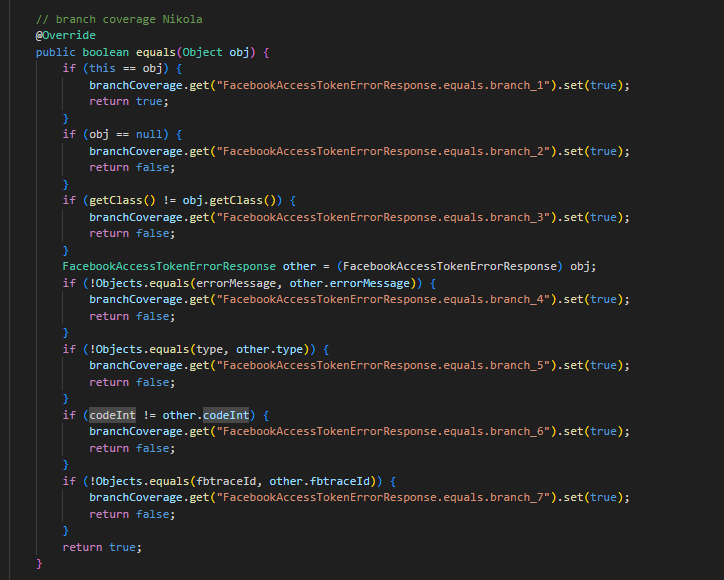 // branch coverage Nikola
@Override
public boolean equals(Object obj) {
if (this == obj) {
branchCoverage.get("FacebookAccessTokenErrorResponse.equals.branch_1").set(true);
return true;
}
if (obj == null) {
branchCoverage.get("FacebookAccessTokenErrorResponse.equals.branch_2").set(true);
return false;
}
if (getClass() != obj.getClass()) {
branchCoverage.get("FacebookAccessTokenErrorResponse.equals.branch_3").set(true);
return false;
}
FacebookAccessTokenErrorResponse other = (FacebookAccessTokenErrorResponse) obj;
if (!Objects.equals(errorMessage, other.errorMessage)) {
branchCoverage.get("FacebookAccessTokenErrorResponse.equals.branch_4").set(true);
return false;
}
if (!Objects.equals(type, other.type)) {
branchCoverage.get("FacebookAccessTokenErrorResponse.equals.branch_5").set(true);
return false;
}
if (codeInt != other.codeInt) {
branchCoverage.get("FacebookAccessTokenErrorResponse.equals.branch_6").set(true);
return false;
}
if (!Objects.equals(fbtraceId, other.fbtraceId)) {
branchCoverage.get("FacebookAccessTokenErrorResponse.equals.branch_7").set(true);
return false;
}
return true;
}